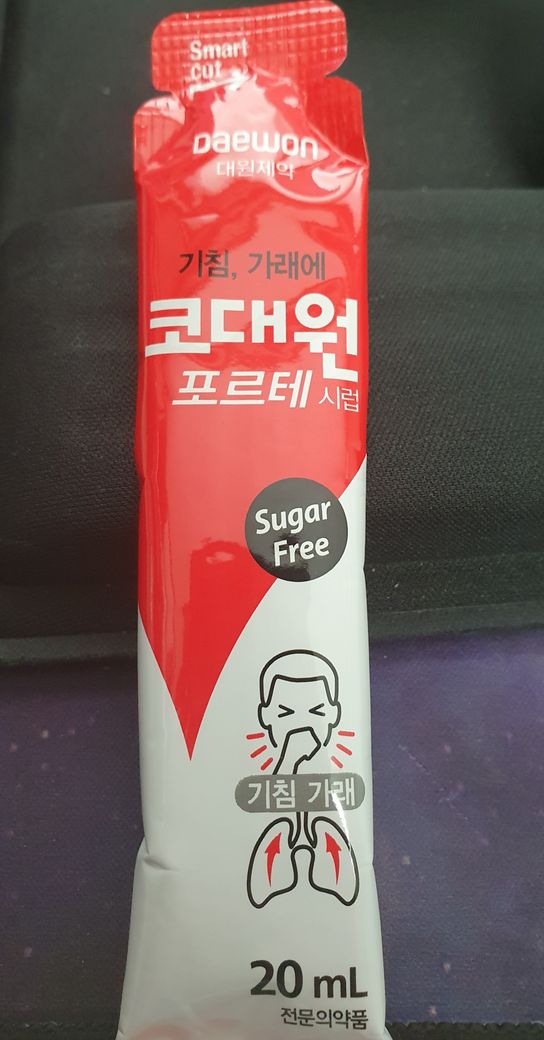 Smart
cut
Daewon
대원제약
기침, 가래에
코대원
포르테 시럽
Sugar
Free
기침 가래
20 mL
전문의약품